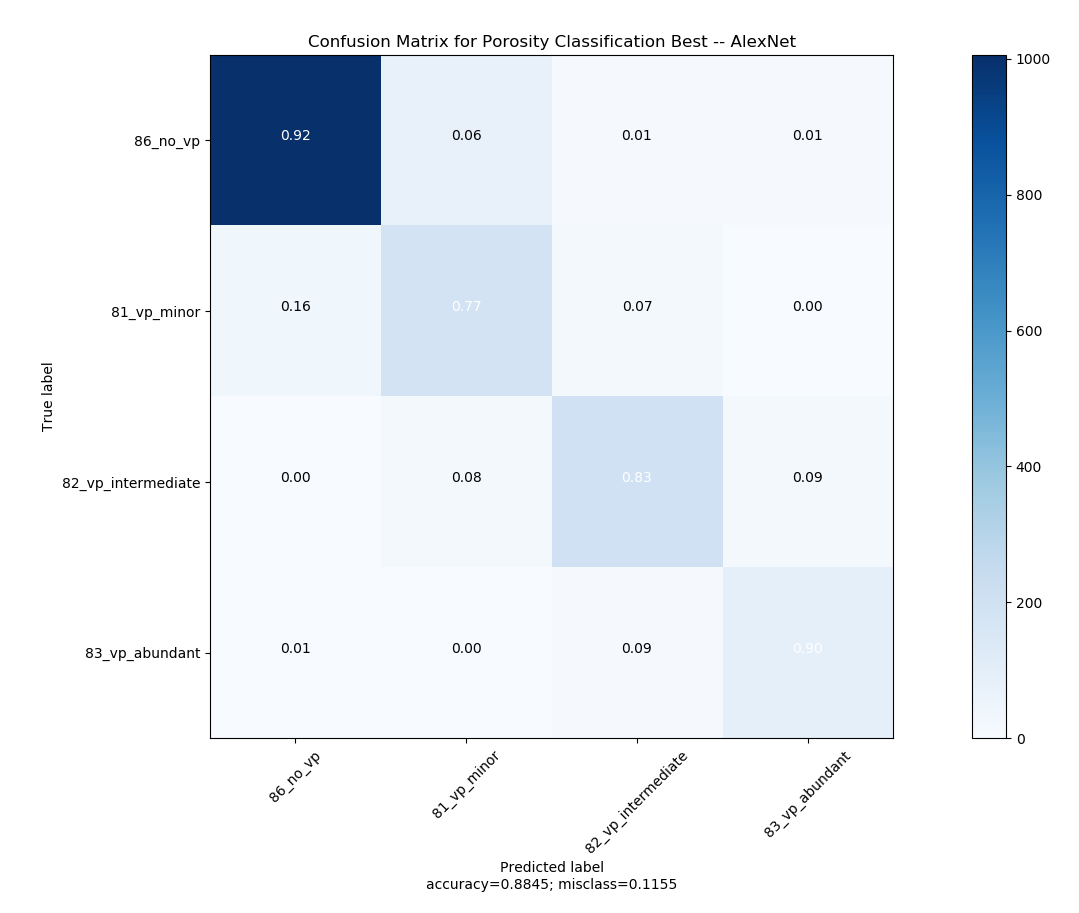 Confusion Matrix for Porosity Classification Best -- AlexNet
True label
86_no_vp
0.92 0.06 0.01 0.01
81_vp_minor
0.16 0.77 0.07 0.00
82_vp_intermediate
0.00 0.08 0.83 0.09
83_vp_abundant
0.01 0.00 0.09 0.90
86_no_vp
81_vp_minor
82_vp_intermediate
83_vp_abundant
Predicted label
accuracy=0.8845; misclass=0.1155
1000
800
600
400
200
0